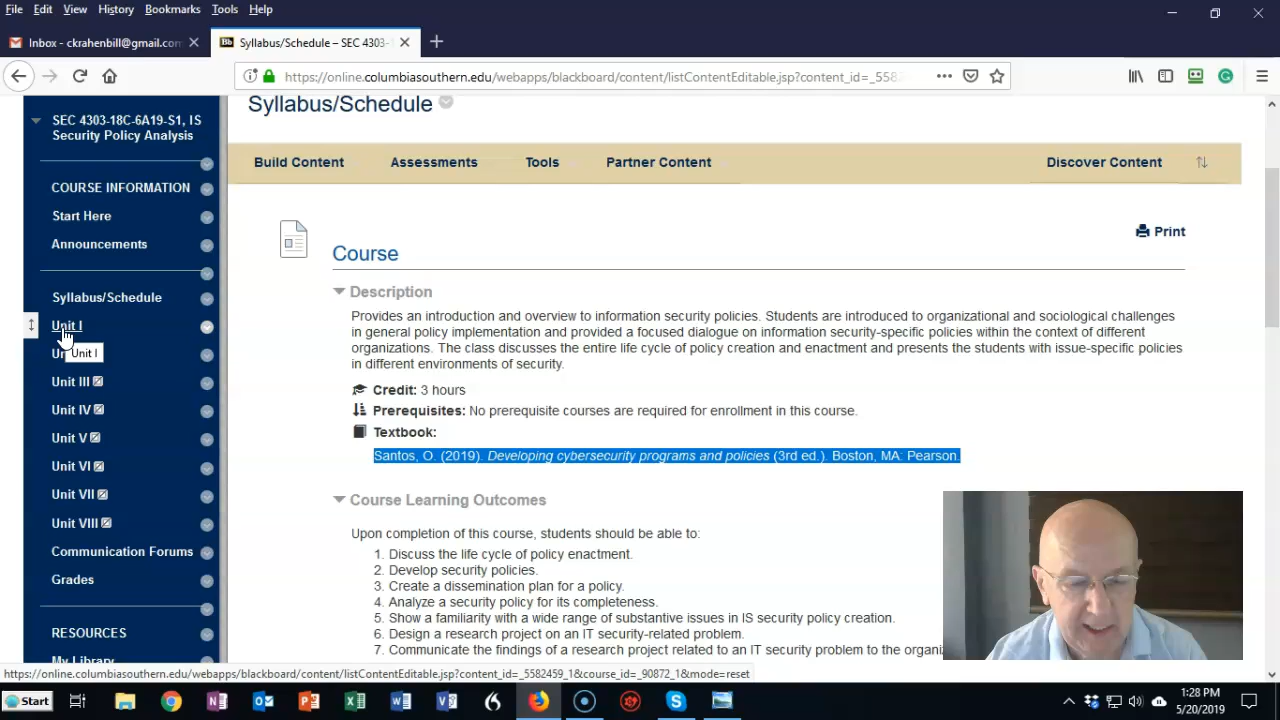 File Edit View History Bookmarks Tools Help
Inbox - ckrahenbill@gmail.com
Syllabus/Schedule – SEC 4303-
https://online.columbiasouthern.edu/webapps/blackboard/content/listContentEditable.jsp?content_id=_5582
SEC 4303-18C-6A19-S1, IS
Security Policy Analysis
COURSE INFORMATION
Start Here
Announcements
Syllabus/Schedule
Unit I
Unit I
Unit III
Unit IV
Unit V
Unit VI
Unit VII
Unit VIII
Communication Forums
Grades
RESOURCES
My Library
Syllabus/Schedule
Build Content Assessments Tools Partner Content Discover Content
Print
Course
Description
Provides an introduction and overview to information security policies. Students are introduced to organizational and sociological challenges
in general policy implementation and provided a focused dialogue on information security-specific policies within the context of different
organizations. The class discusses the entire life cycle of policy creation and enactment and presents the students with issue-specific policies
in different environments of security.
Credit: 3 hours
Prerequisites: No prerequisite courses are required for enrollment in this course.
Textbook:
Santos, O. (2019). Developing cybersecurity programs and policies (3rd ed.). Boston, MA: Pearson.
Course Learning Outcomes
Upon completion of this course, students should be able to:
1. Discuss the life cycle of policy enactment.
2. Develop security policies.
3. Create a dissemination plan for a policy.
4. Analyze a security policy for its completeness.
5. Show a familiarity with a wide range of substantive issues in IS security policy creation.
6. Design a research project on an IT security-related problem.
7. Communicate the findings of a research project related to an IT security problem to the organi
https://online.columbiasouthern.edu/webapps/blackboard/content/listContentEditable.jsp?content_id=_5582459_1&course_id=_90872_1&mode=reset
Start
1:28 PM
5/20/2019